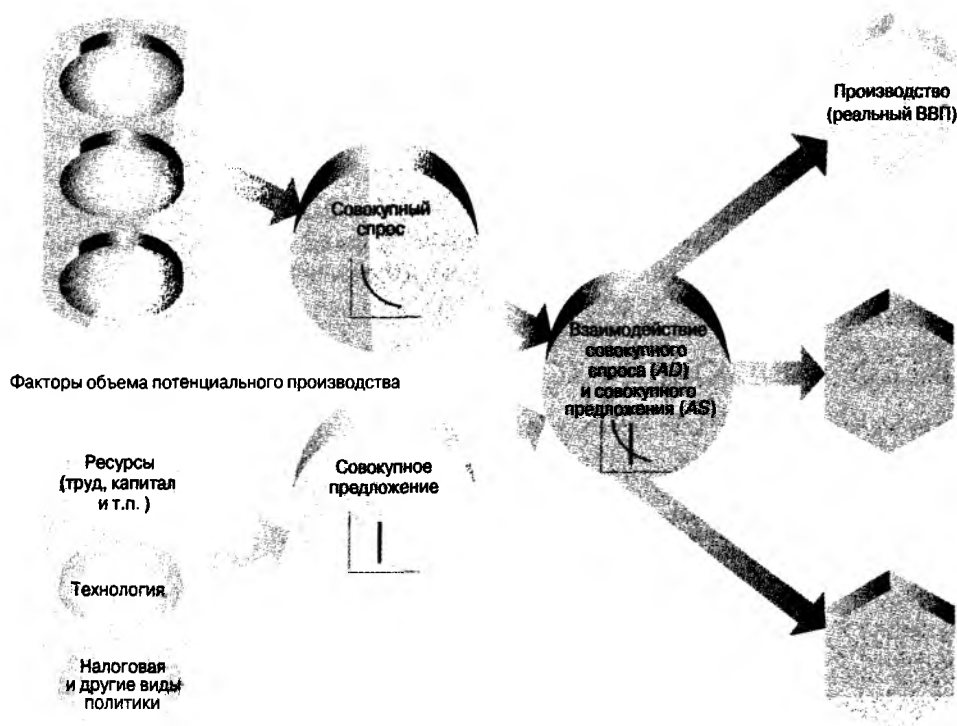 Производство
(реальный ВВП)
Совокупный
спрос
Взаимодействие
совокупного
спроса (AD)
и совокупного
предложения (AS)
Факторы объема потенциального производства
Ресурсы
(труд, капитал
и т.п. )
Совокупное
предложение
Технология
Налоговая
и другие виды
политики